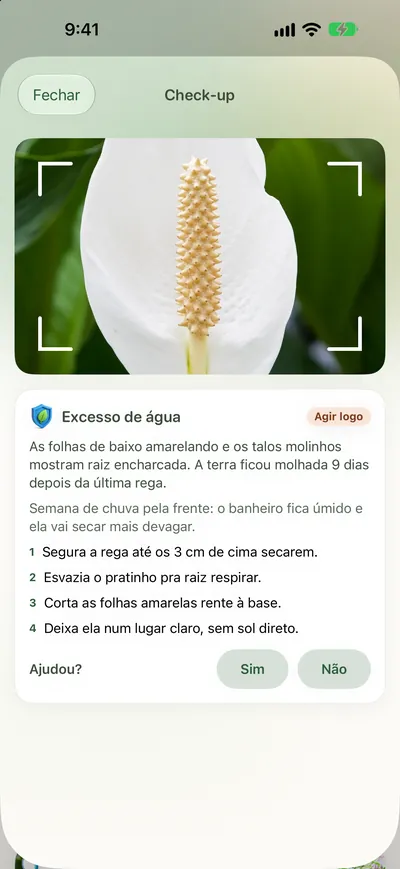 9:41
Fechar
Check-up
Excesso de água
Agir logo
As folhas de baixo amarelando e os talos molinhos
mostram raiz encharcada. A terra ficou molhada 9 dias
depois da última rega.
Semana de chuva pela frente: o banheiro fica úmido e
ela vai secar mais devagar.
1 Segura a rega até os 3 cm de cima secarem.
2 Esvazia o pratinho pra raiz respirar.
3 Corta as folhas amarelas rente à base.
4 Deixa ela num lugar claro, sem sol direto.
Ajudou?
Sim
Não